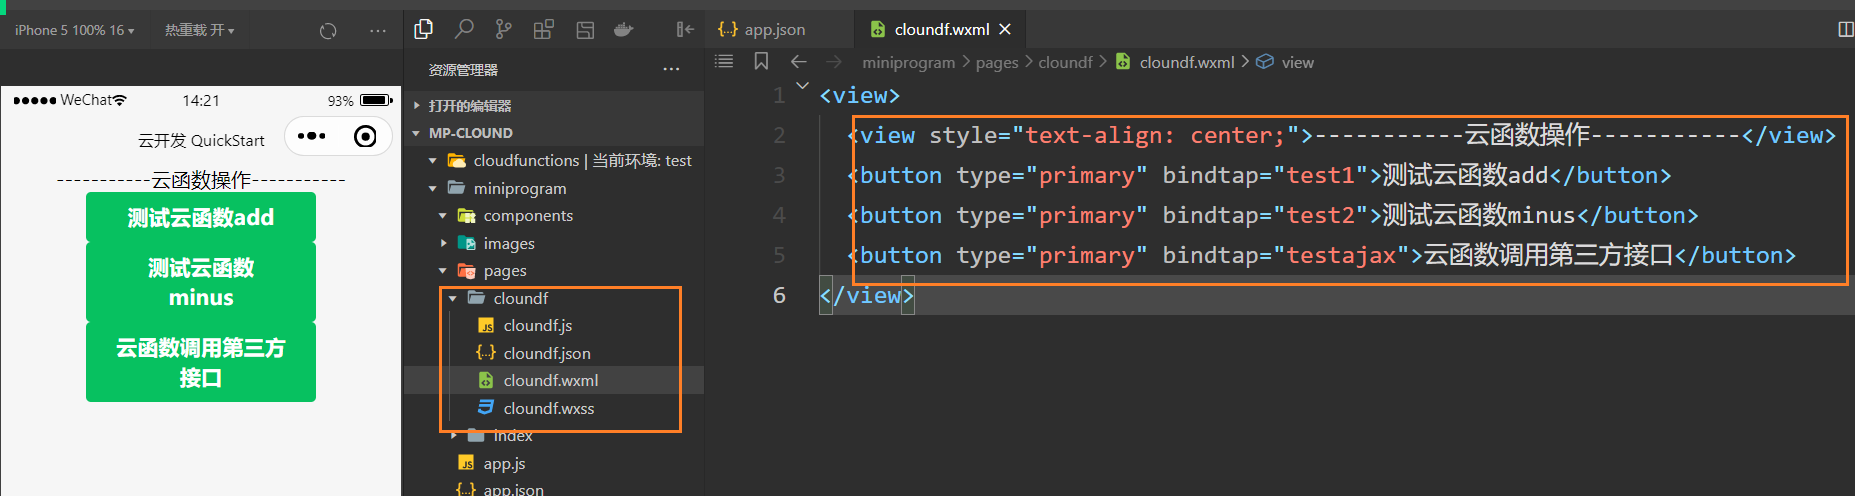 iPhone 5 100% 16
热重载 开
WeChat
14:21
93%
云开发 QuickStart
-----------云函数操作-----------
测试云函数add
测试云函数
minus
云函数调用第三方
接口
资源管理器
打开的编辑器
MP-CLOUND
cloudfunctions | 当前环境: test
miniprogram
components
images
pages
cloundf
cloundf.js
cloundf.json
cloundf.wxml
cloundf.wxss
index
app.js
app.json
app.json
cloundf.wxml
miniprogram > pages > cloundf > cloundf.wxml > view
1 <view>
2 <view style="text-align: center;">-----------云函数操作-----------</view>
3 <button type="primary" bindtap="test1">测试云函数add</button>
4 <button type="primary" bindtap="test2">测试云函数minus</button>
5 <button type="primary" bindtap="testajax">云函数调用第三方接口</button>
6 </view>